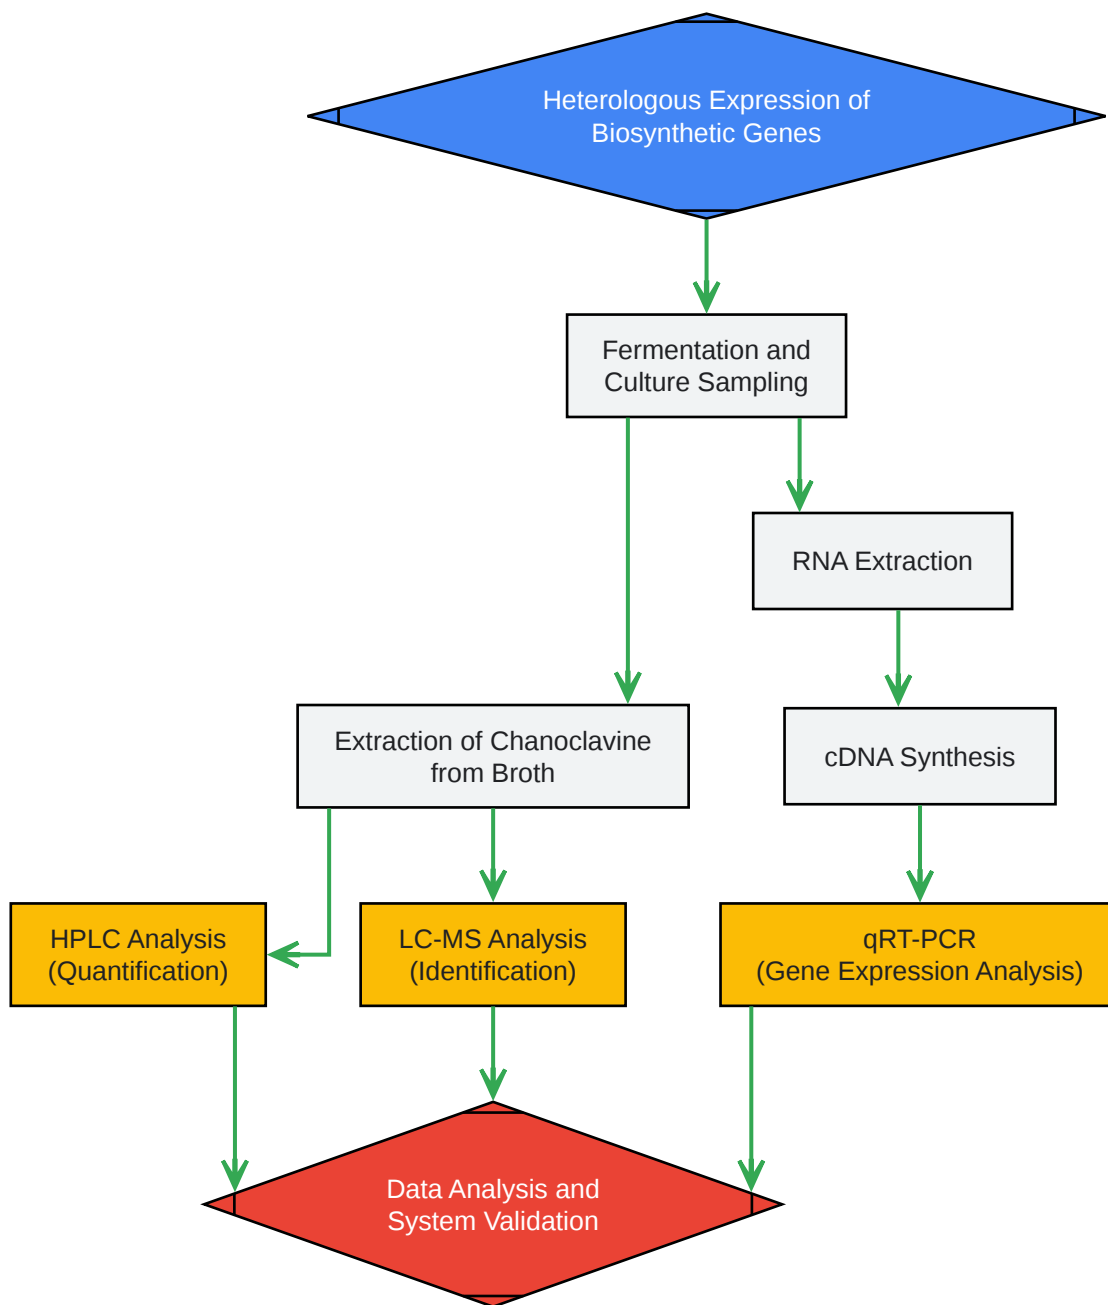 Heterologous Expression of
Biosynthetic Genes
Fermentation and
Culture Sampling
RNA Extraction
Extraction of Chanoclavine
from Broth
cDNA Synthesis
HPLC Analysis
(Quantification)
LC-MS Analysis
(Identification)
qRT-PCR
(Gene Expression Analysis)
Data Analysis and
System Validation